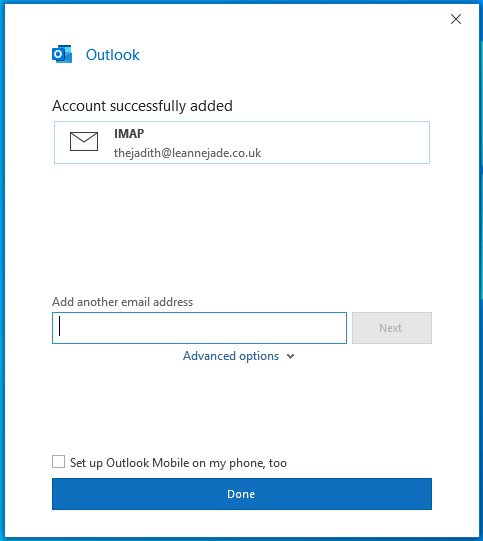 Outlook
Account successfully added
IMAP
thejadith@leannejade.co.uk
Add another email address
Next
Advanced options
Set up Outlook Mobile on my phone, too
Done